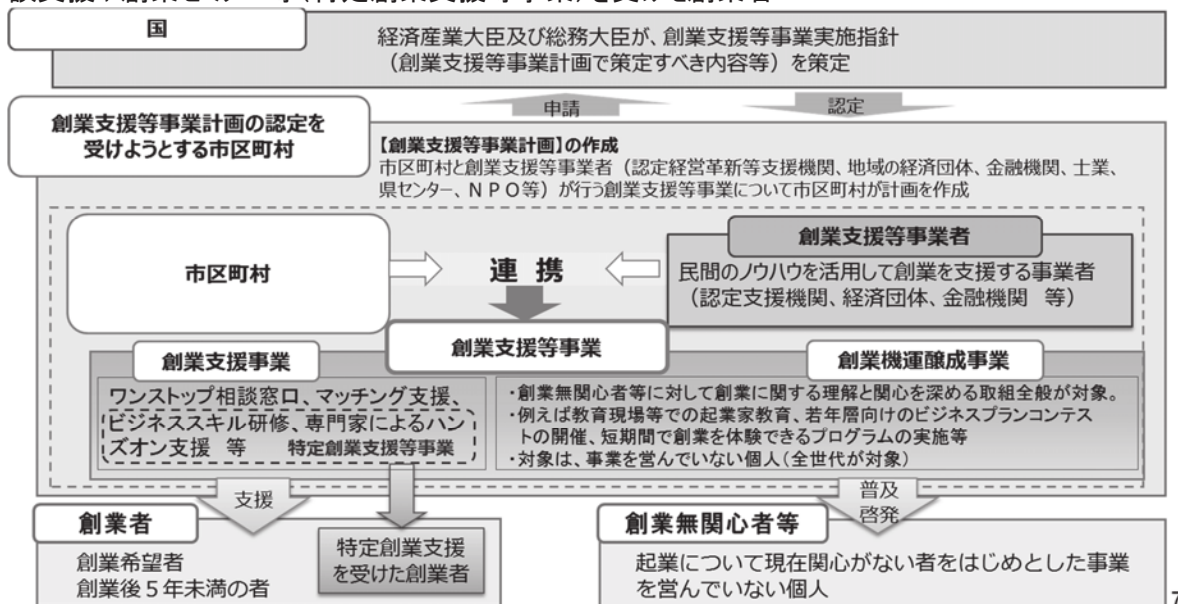 国
経済産業大臣及び総務大臣が、創業支援等事業実施指針
（創業支援等事業計画で策定すべき内容等）を策定
申請
認定
創業支援等事業計画の認定を
受けようとする市区町村
【創業支援等事業計画】の作成
市区町村と創業支援等事業者（認定経営革新等支援機関、地域の経済団体、金融機関、士業、
県センター、ＮＰＯ等）が行う創業支援等事業について市区町村が計画を作成
市区町村
連 携
創業支援等事業者
民間のノウハウを活用して創業を支援する事業者
（認定支援機関、経済団体、金融機関 等）
創業支援等事業
創業支援事業
ワンストップ相談窓口、マッチング支援、
ビジネススキル研修、専門家によるハン
ズオン支援 等 特定創業支援等事業
創業機運醸成事業
・創業無関心者等に対して創業に関する理解と関心を深める取組全般が対象。
・例えば教育現場等での起業家教育、若年層向けのビジネスプランコンテス
トの開催、短期間で創業を体験できるプログラムの実施等
・対象は、事業を営んでいない個人（全世代が対象）
支援
普及
啓発
創業者
創業希望者
創業後５年未満の者
特定創業支援
を受けた創業者
創業無関心者等
起業について現在関心がない者をはじめとした事業
を営んでいない個人